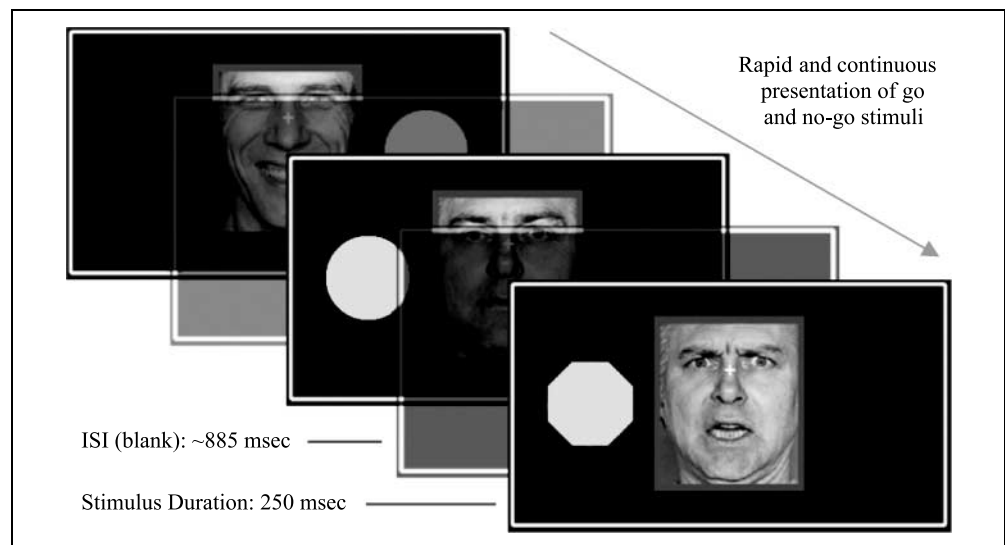 Rapid and continuous
presentation of go
and no-go stimuli
ISI (blank): ~885 msec
Stimulus Duration: 250 msec